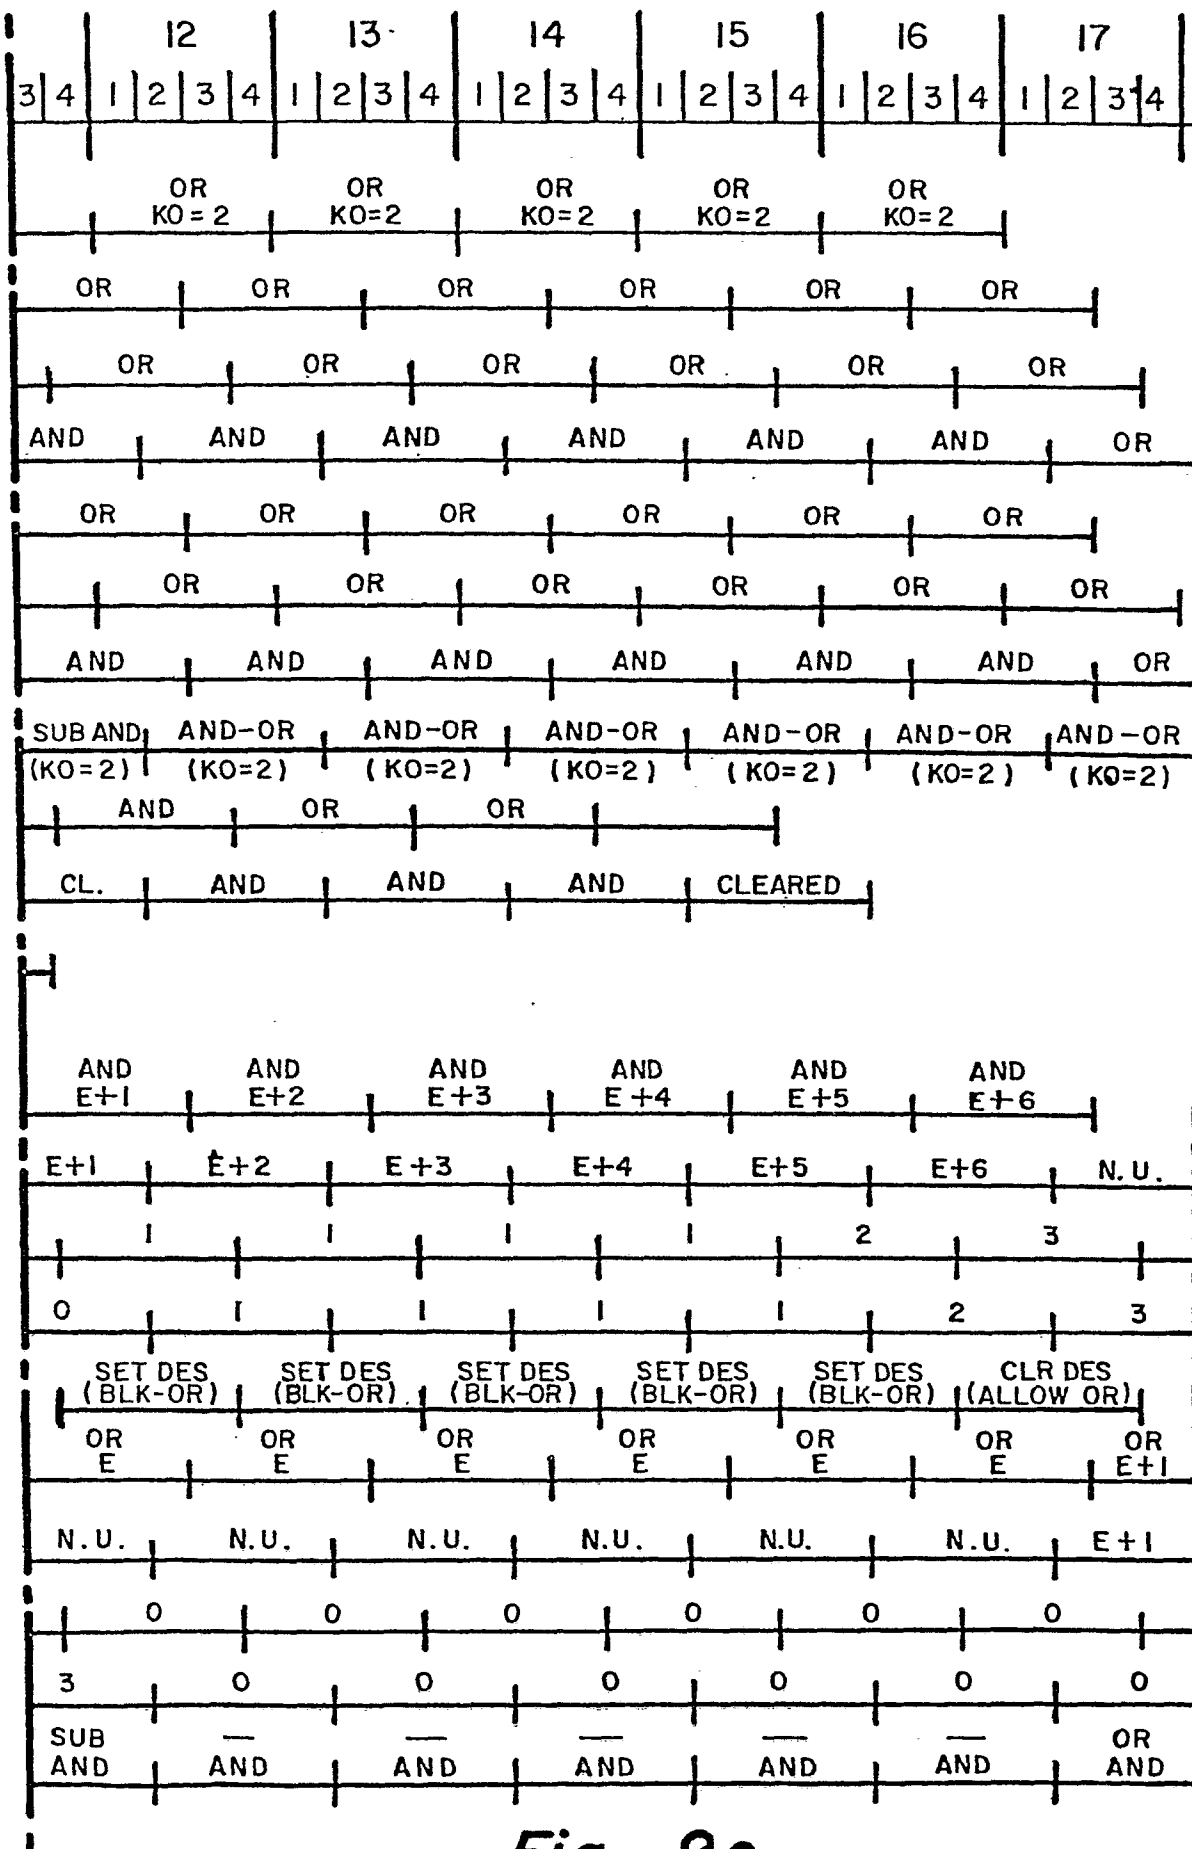 12 13 14 15 16 17
3 4 1 2 3 4 1 2 3 4 1 2 3 4 1 2 3 4 1 2 3 4 1 2 3 4
OR OR OR OR OR
KO=2 KO=2 KO=2 KO=2 KO=2
OR OR OR OR OR OR
OR OR OR OR OR OR
AND AND AND AND AND AND OR
OR OR OR OR OR OR
OR OR OR OR OR OR
AND AND AND AND AND AND OR
SUB AND AND-OR AND-OR AND-OR AND-OR AND-OR AND-OR
(KO=2) (KO=2) (KO=2) (KO=2) (KO=2) (KO=2) (KO=2)
AND OR OR
CL. AND AND AND CLEARED
AND AND AND AND AND AND
E+1 E+2 E+3 E+4 E+5 E+6
E+1 E+2 E+3 E+4 E+5 E+6 N.U.
1 1 1 1 2 3
0 1 1 1 1 2 3
SET DES SET DES SET DES SET DES SET DES CLR DES
(BLK-OR) (BLK-OR) (BLK-OR) (BLK-OR) (BLK-OR) (ALLOW OR)
OR OR OR OR OR OR OR
E E E E E E E+1
N.U. N.U. N.U. N.U. N.U. N.U. E+1
0 0 0 0 0 0
3 0 0 0 0 0 0
SUB — — — — — OR
AND AND AND AND AND AND AND
Fig.